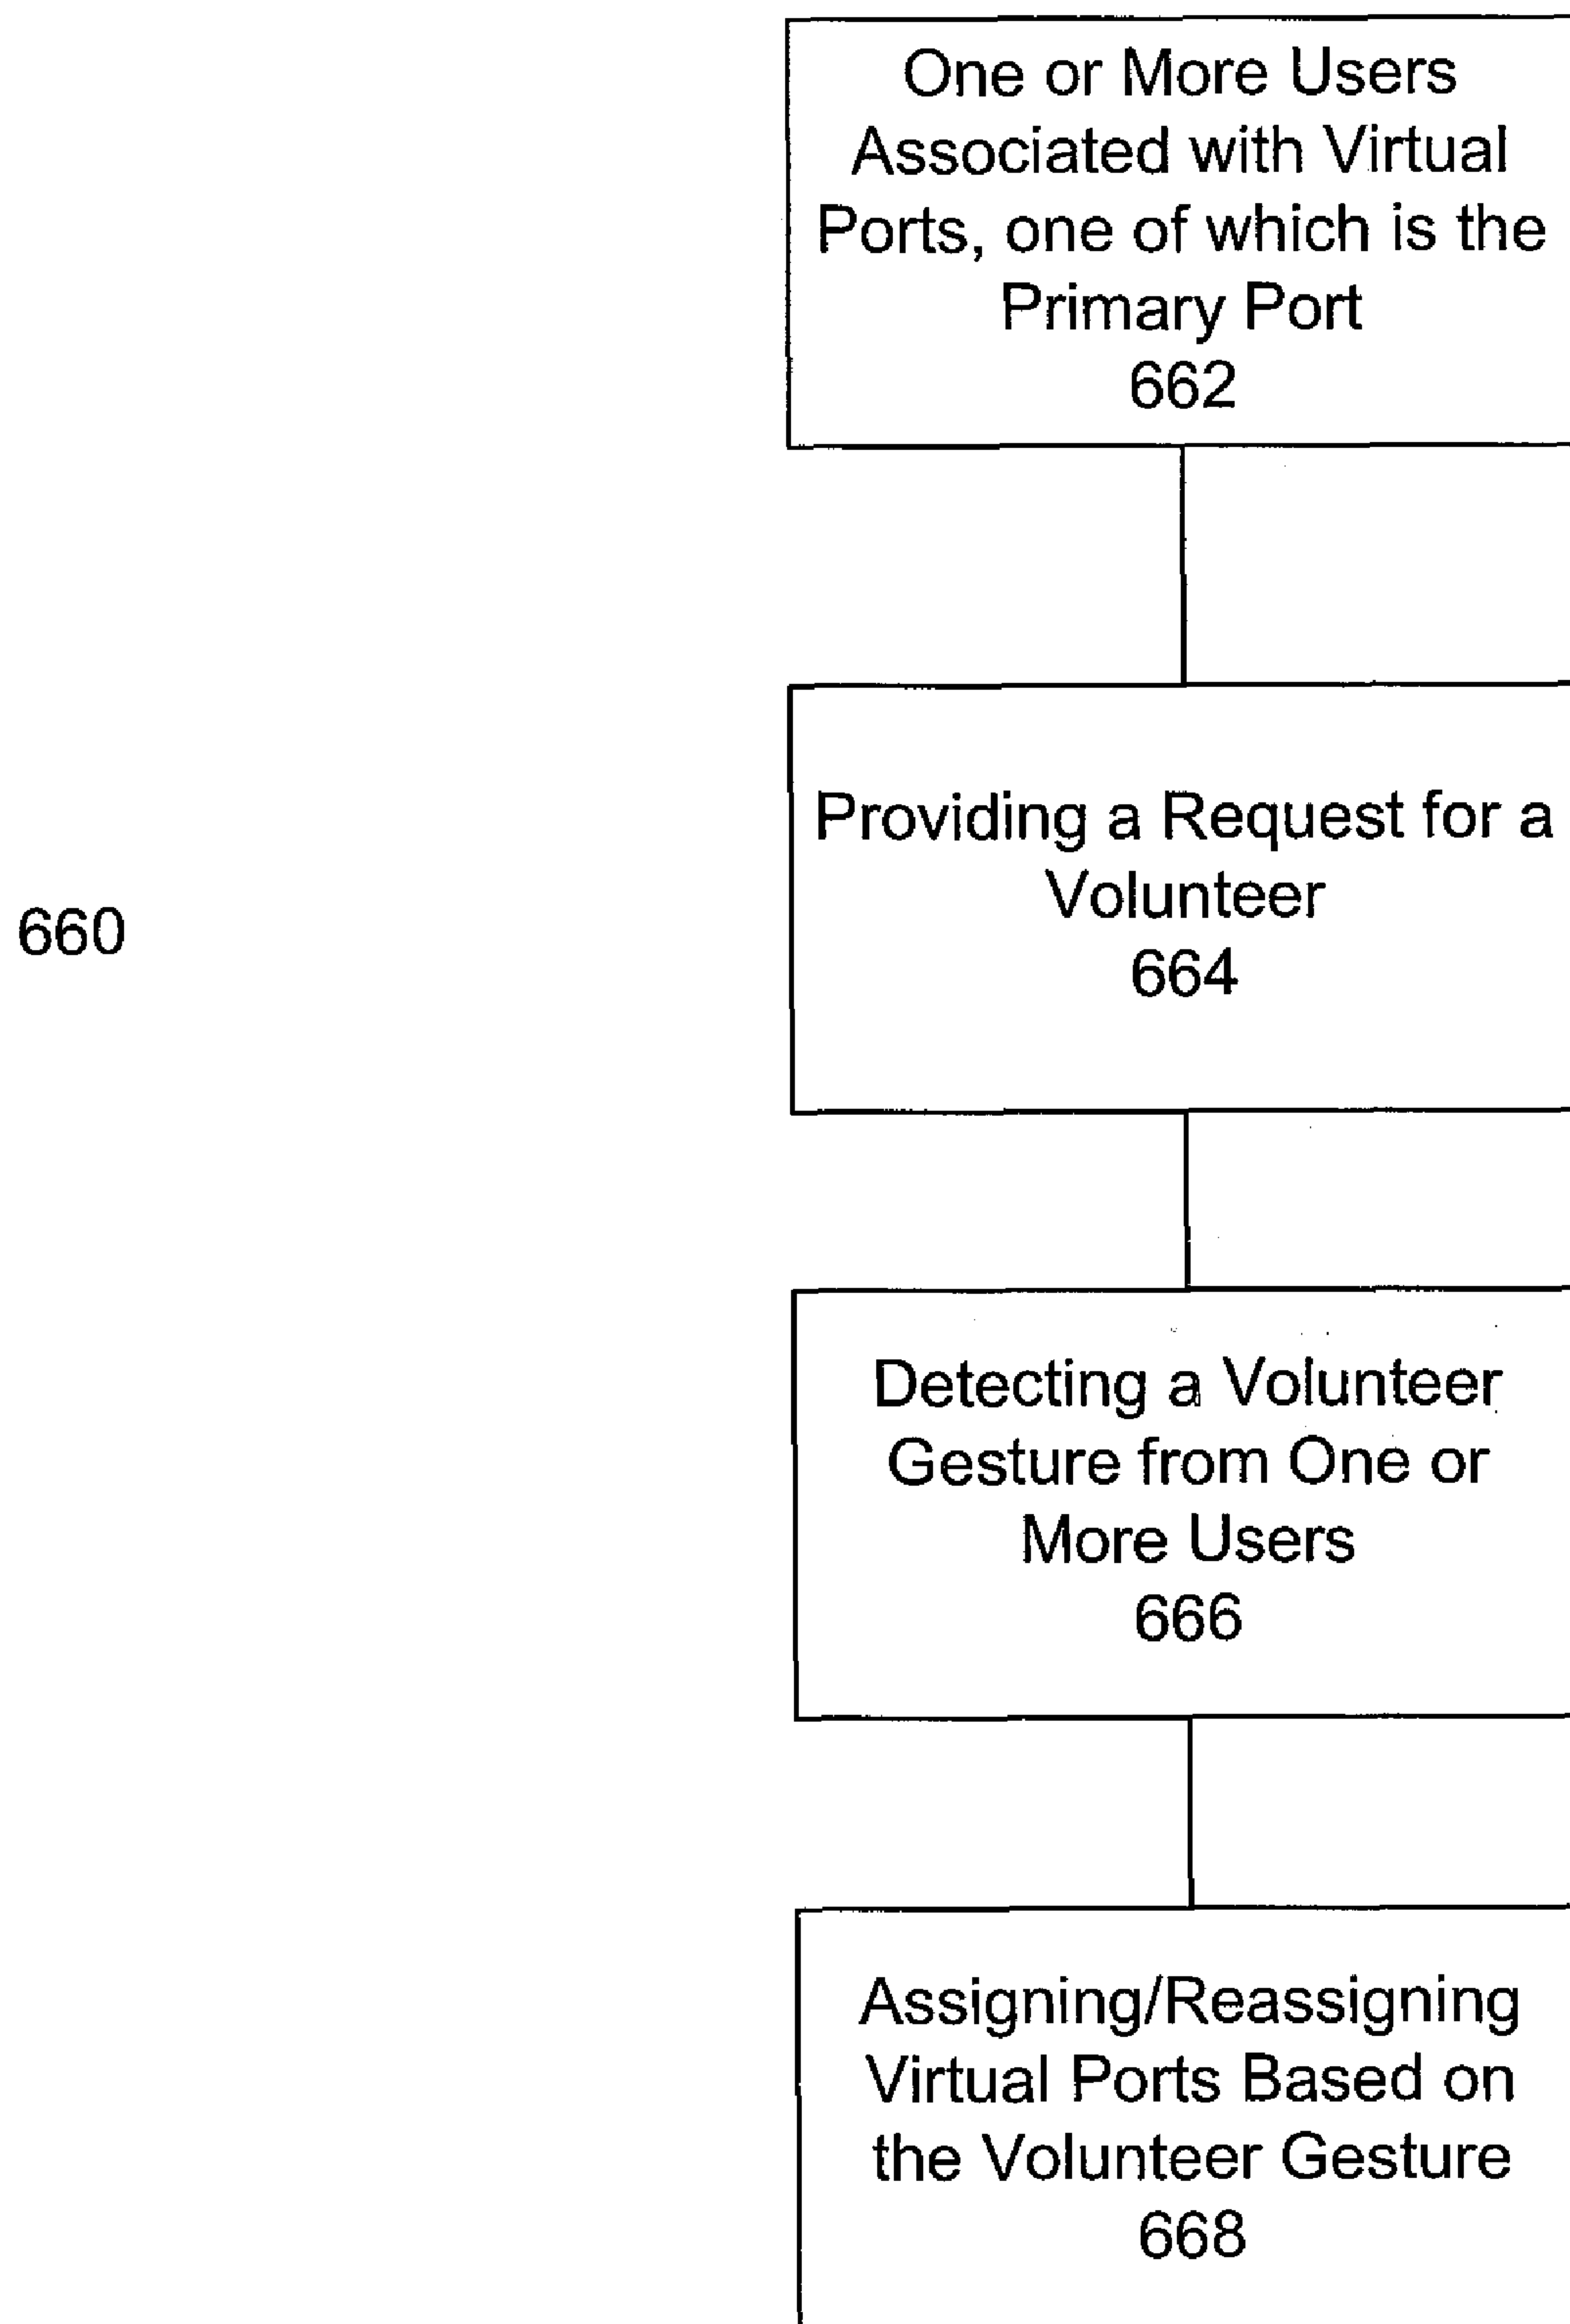 One or More Users
Associated with Virtual
Ports, one of which is the
Primary Port
662
Providing a Request for a
Volunteer
664
660
Detecting a Volunteer
Gesture from One or
More Users
666
Assigning/Reassigning
Virtual Ports Based on
the Volunteer Gesture
668